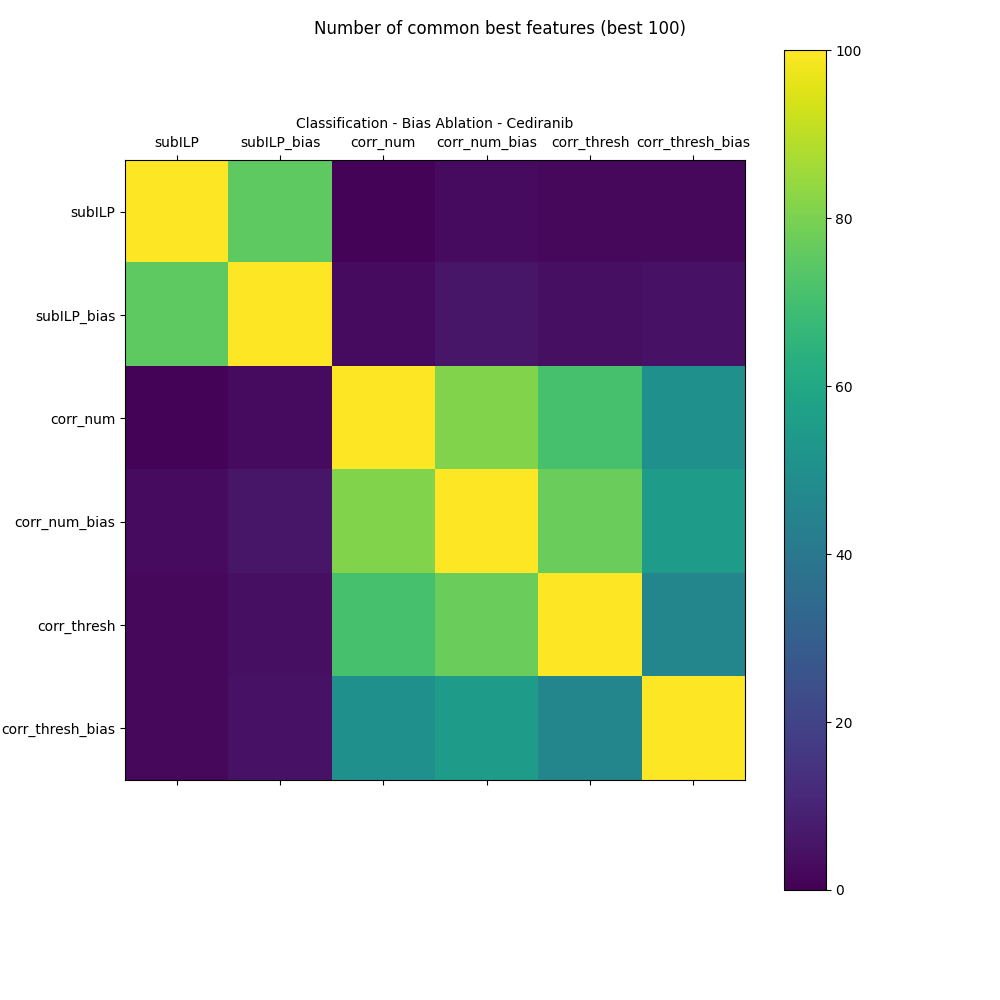 Number of common best features (best 100)
Classification - Bias Ablation - Cediranib
subILP subILP_bias corr_num corr_num_bias corr_thresh corr_thresh_bias
subILP
subILP_bias
corr_num
corr_num_bias
corr_thresh
corr_thresh_bias
100
80
60
40
20
0